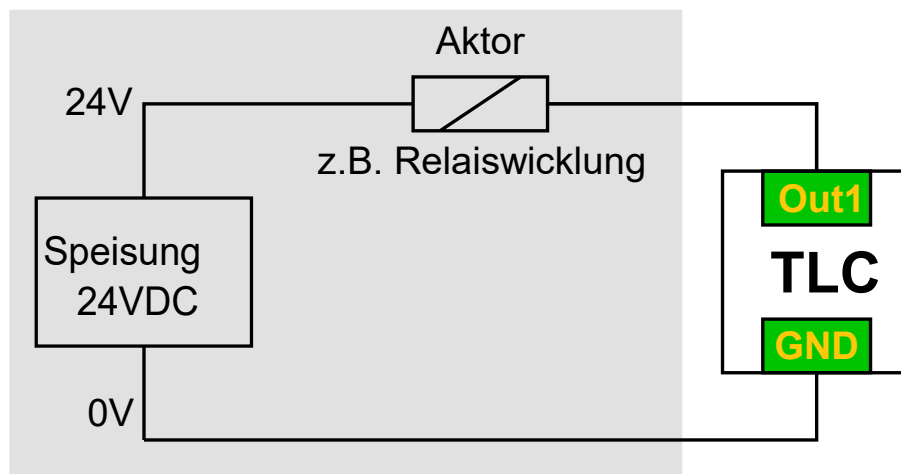 Aktor
24V
z.B. Relaiswicklung
Out1
Speisung
24VDC
TLC
GND
0V